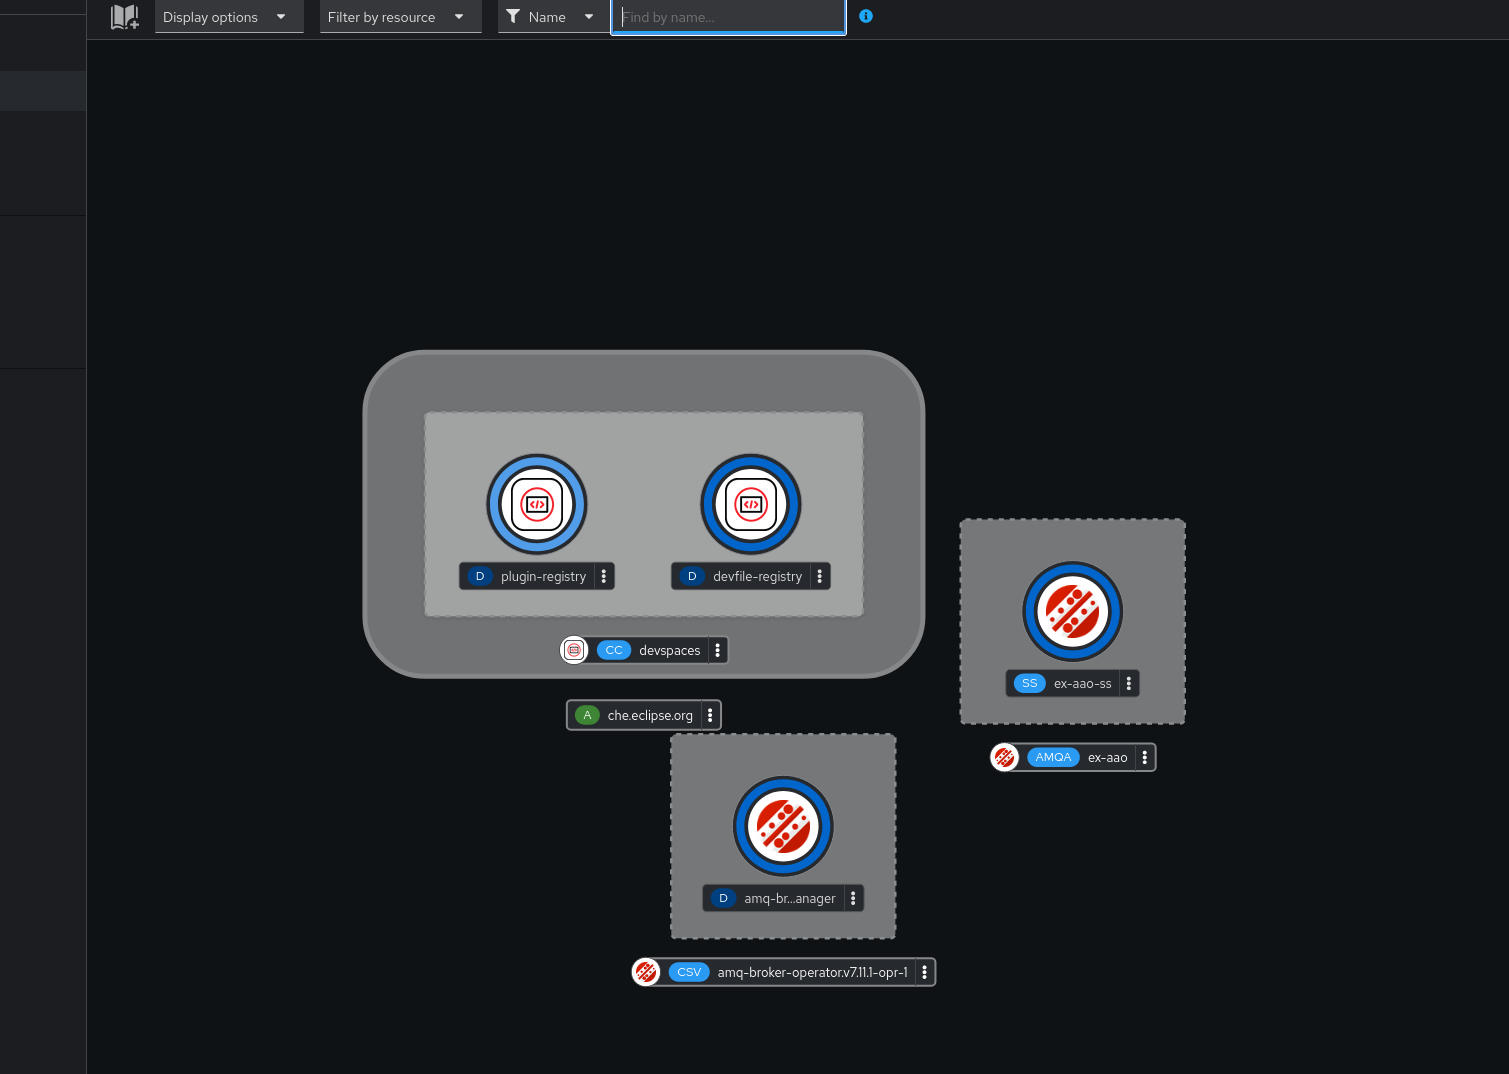 Display options
Filter by resource
Name
Find by name...
D plugin-registry
D devfile-registry
CC devspaces
SS ex-aao-ss
A che.eclipse.org
AMQA ex-aao
D amq-br...anager
CSV amq-broker-operator.v7.11.1-opr-1